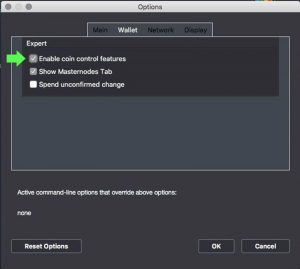 Options
Main Wallet Network Display
Expert
Enable coin control features
Show Masternodes Tab
Spend unconfirmed change
Active command-line options that override above options:
none
Reset Options OK Cancel